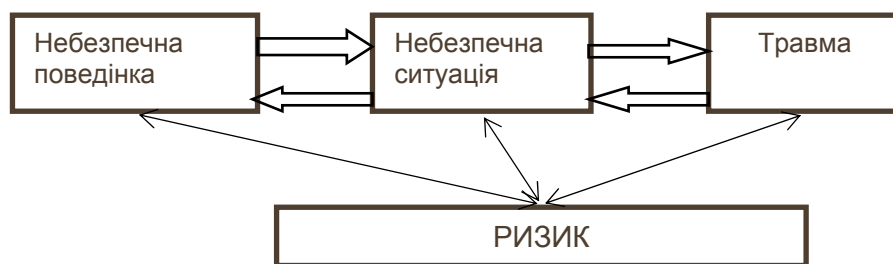 Небезпечна
поведінка
Небезпечна
ситуація
Травма
РИЗИК